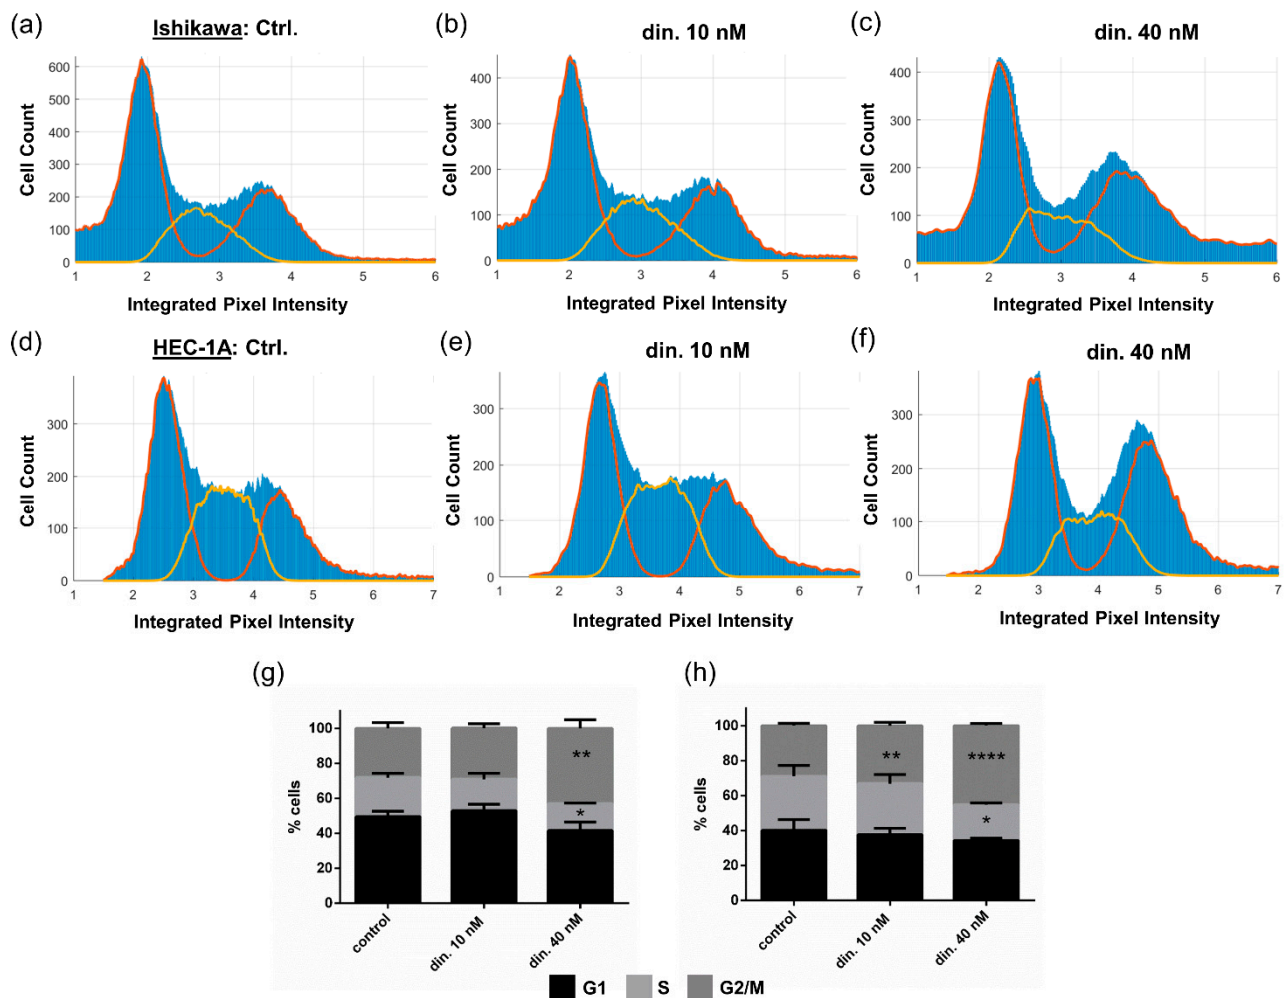 (a) Ishikawa: Ctrl.
Cell Count
600
500
400
300
200
100
0
1 2 3 4 5 6
Integrated Pixel Intensity
(b) din. 10 nM
Cell Count
400
300
200
100
0
1 2 3 4 5 6
Integrated Pixel Intensity
(c) din. 40 nM
Cell Count
400
300
200
100
0
1 2 3 4 5 6
Integrated Pixel Intensity
(d) HEC-1A: Ctrl.
Cell Count
300
200
100
0
1 2 3 4 5 6 7
Integrated Pixel Intensity
(e) din. 10 nM
Cell Count
300
200
100
0
1 2 3 4 5 6 7
Integrated Pixel Intensity
(f) din. 40 nM
Cell Count
300
200
100
0
1 2 3 4 5 6 7
Integrated Pixel Intensity
(g)
% cells
100
80
60
40
20
0
**
*
control din. 10 nM din. 40 nM
(h)
% cells
100
80
60
40
20
0
** ****
*
control din. 10 nM din. 40 nM
G1 S G2/M